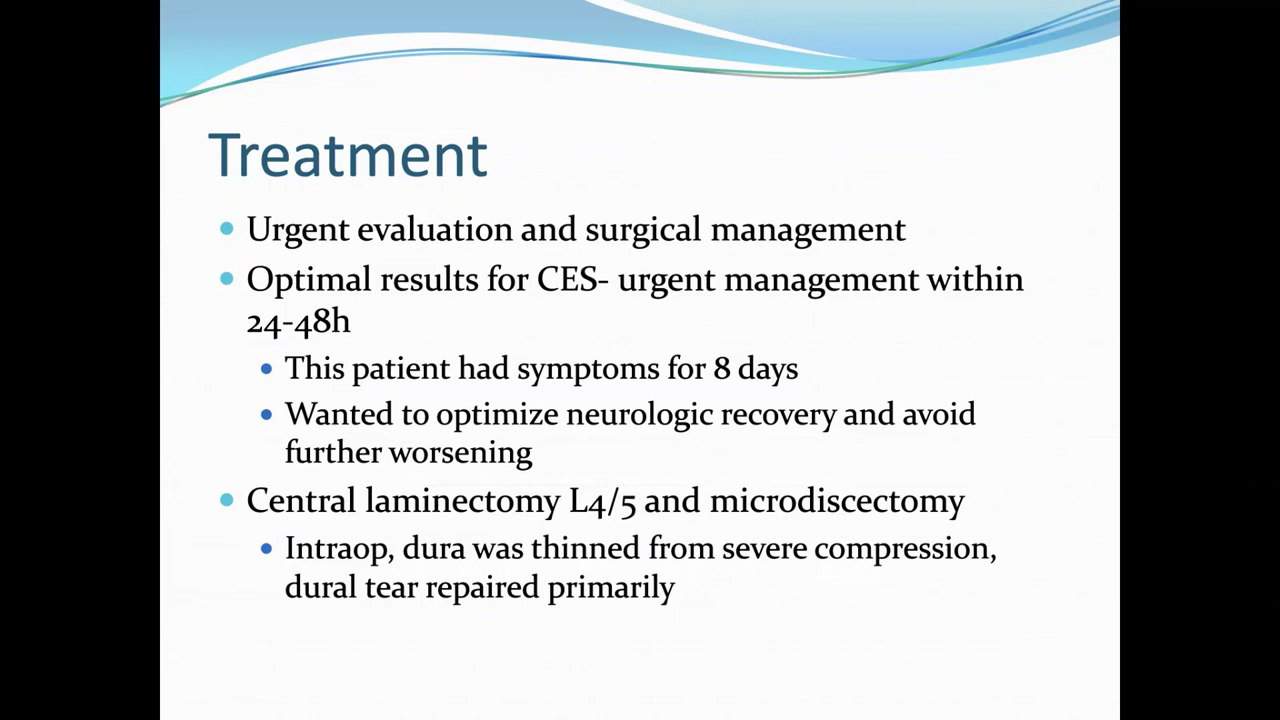 Treatment
Urgent evaluation and surgical management
Optimal results for CES- urgent management within
24-48h
This patient had symptoms for 8 days
Wanted to optimize neurologic recovery and avoid
further worsening
Central laminectomy L4/5 and microdiscectomy
Intraop, dura was thinned from severe compression,
dural tear repaired primarily